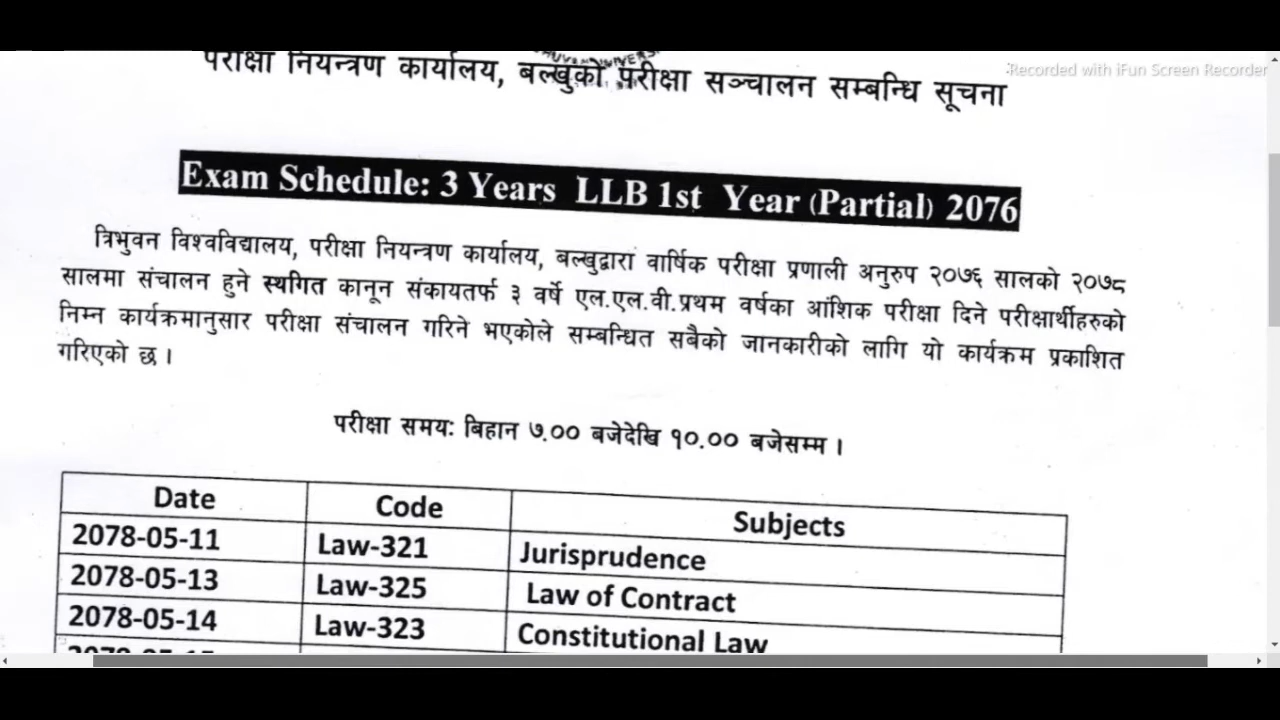 परीक्षा नियन्त्रण कार्यालय, बल्खुको परीक्षा सञ्चालन सम्बन्धि सूचना
Recorded with iFun Screen Recorder
Exam Schedule: 3 Years LLB 1st Year (Partial) 2076
त्रिभुवन विश्वविद्यालय, परीक्षा नियन्त्रण कार्यालय, बल्खुद्वारा वार्षिक परीक्षा प्रणाली अनुरुप २०७६ सालको २०७८
सालमा संचालन हुने स्थगित कानून संकायतर्फ ३ वर्षे एल.एल.वी.प्रथम वर्षका आंशिक परीक्षा दिने परीक्षार्थीहरुको
निम्न कार्यक्रमानुसार परीक्षा संचालन गरिने भएकोले सम्बन्धित सबैको जानकारीको लागि यो कार्यक्रम प्रकाशित
गरिएको छ ।
परीक्षा समय: बिहान ७.०० बजेदेखि १०.०० बजेसम्म ।
Date Code Subjects
2078-05-11 Law-321 Jurisprudence
2078-05-13 Law-325 Law of Contract
2078-05-14 Law-323 Constitutional Law